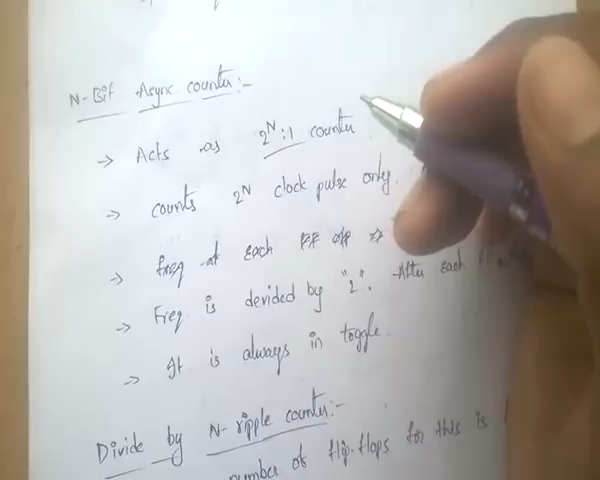 N-Bit Async counter:-
→ Acts as 2^N:1 counter
→ counts 2^N clock pulse only.
→ freq at each FF o/p →
→ Freq is devided by "2". After each
→ It is always in toggle.
Divide by N-ripple counter:-
number of flip-flops for this is